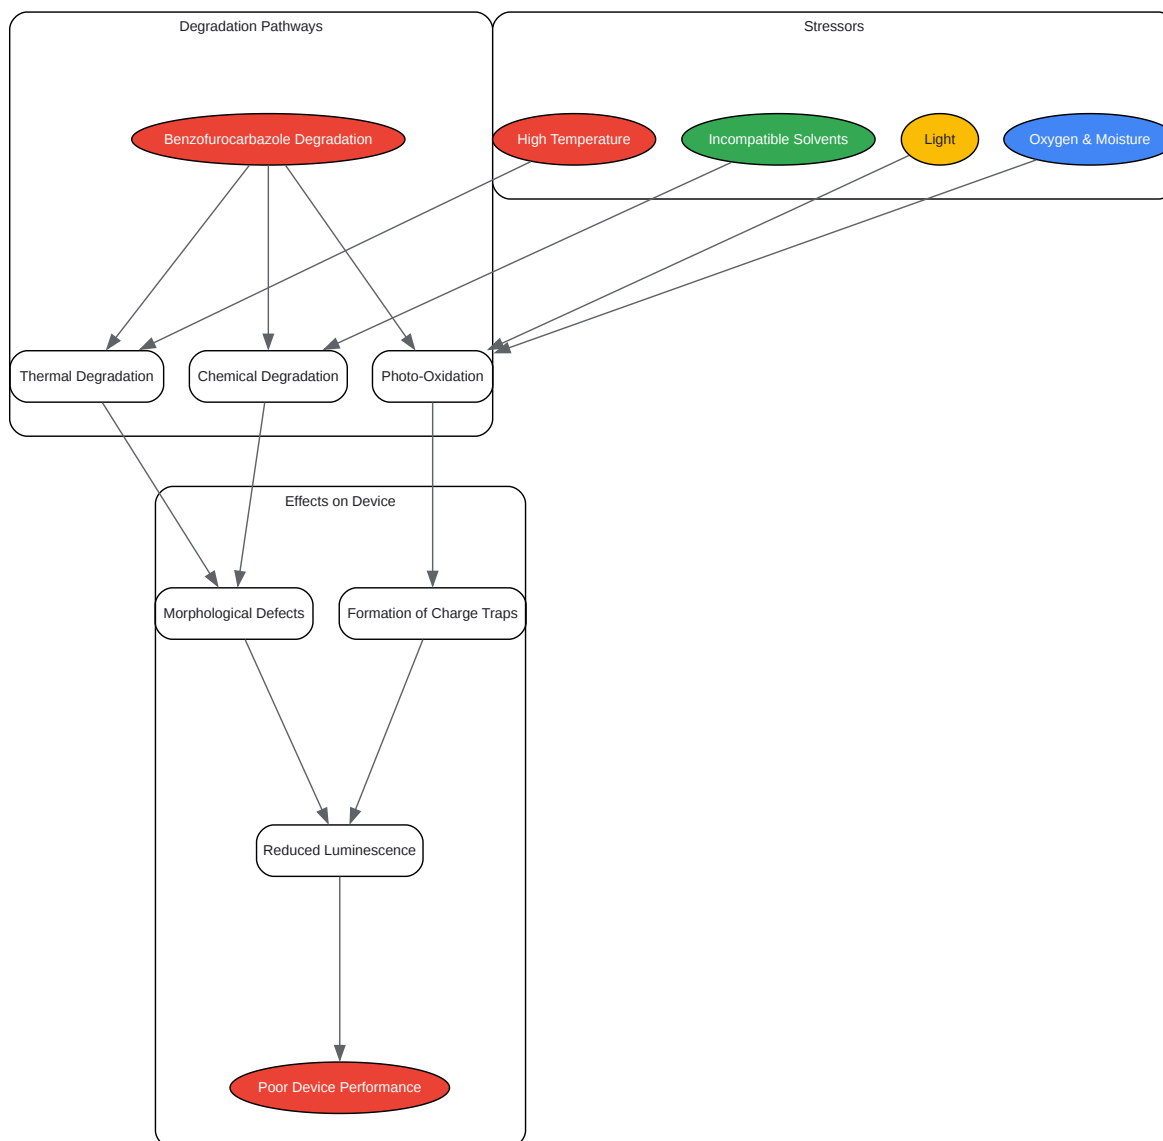 Degradation Pathways
Stressors
Benzofurocarbazole Degradation
High Temperature
Incompatible Solvents
Light
Oxygen & Moisture
Thermal Degradation
Chemical Degradation
Photo-Oxidation
Effects on Device
Morphological Defects
Formation of Charge Traps
Reduced Luminescence
Poor Device Performance